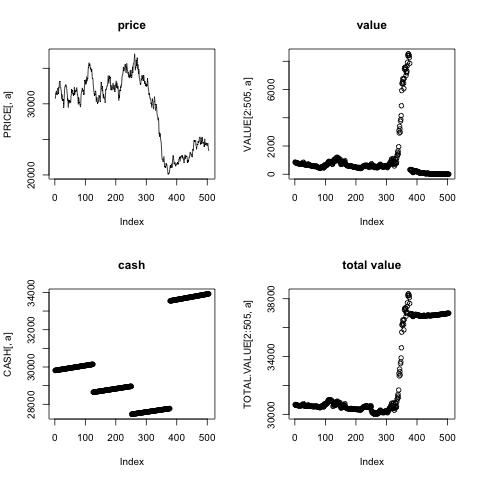 price
PRICE[, a]
20000 30000
0 100 200 300 400 500
Index
value
VALUE[2:505, a]
0 2000 6000
0 100 200 300 400 500
Index
cash
CASH[, a]
28000 30000 32000 34000
0 100 200 300 400 500
Index
total value
TOTAL.VALUE[2:505, a]
30000 34000 38000
0 100 200 300 400 500
Index